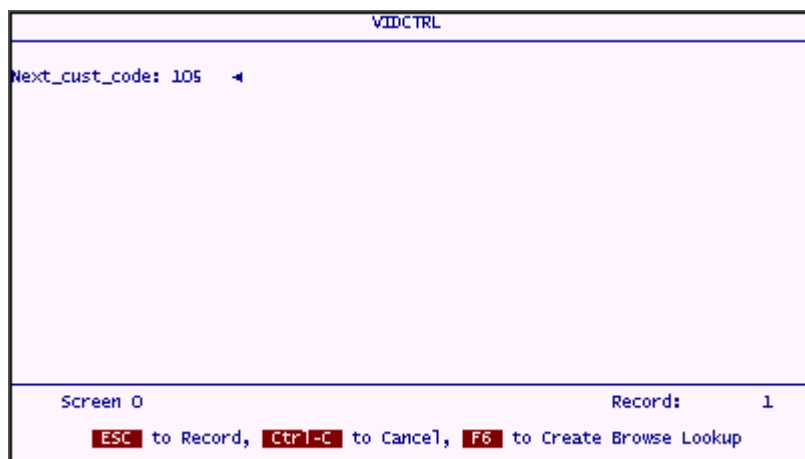 VIDCTRL
Next_cust_code: 105
Screen 0 Record: 1
ESC to Record, Ctrl-C to Cancel, F6 to Create Browse Lookup